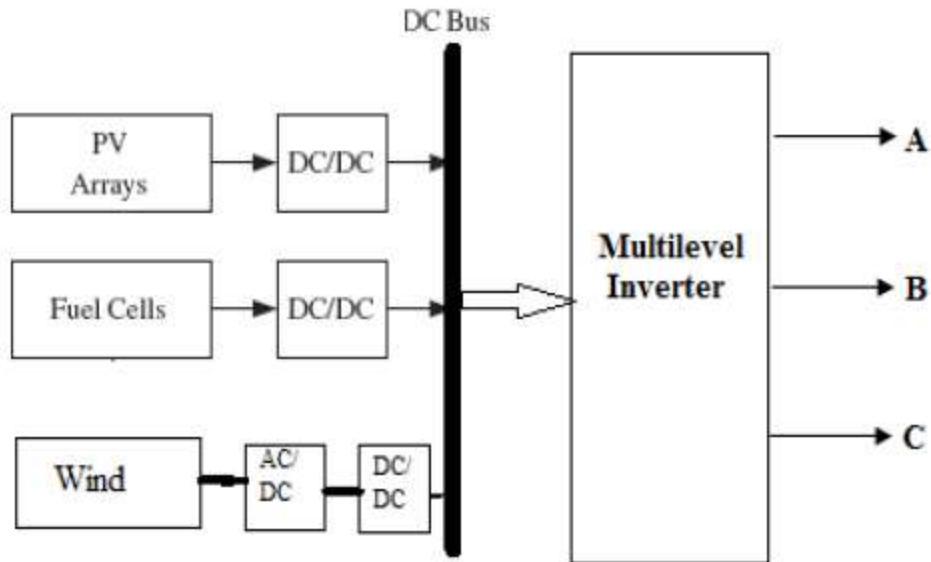 DC Bus
PV
Arrays
DC/DC
A
Multilevel
Inverter
Fuel Cells
DC/DC
B
Wind
AC/
DC
DC/
DC
C